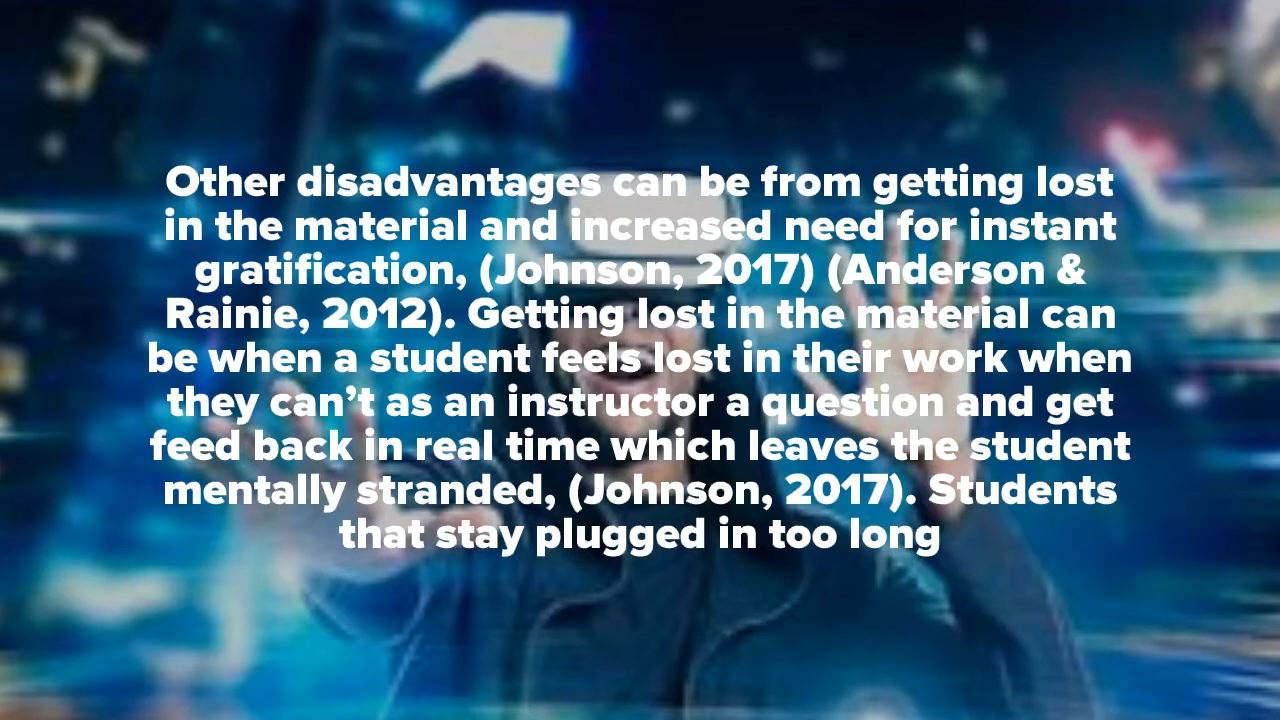 Other disadvantages can be from getting lost
in the material and increased need for instant
gratification, (Johnson, 2017) (Anderson &
Rainie, 2012). Getting lost in the material can
be when a student feels lost in their work when
they can’t as an instructor a question and get
feed back in real time which leaves the student
mentally stranded, (Johnson, 2017). Students
that stay plugged in too long